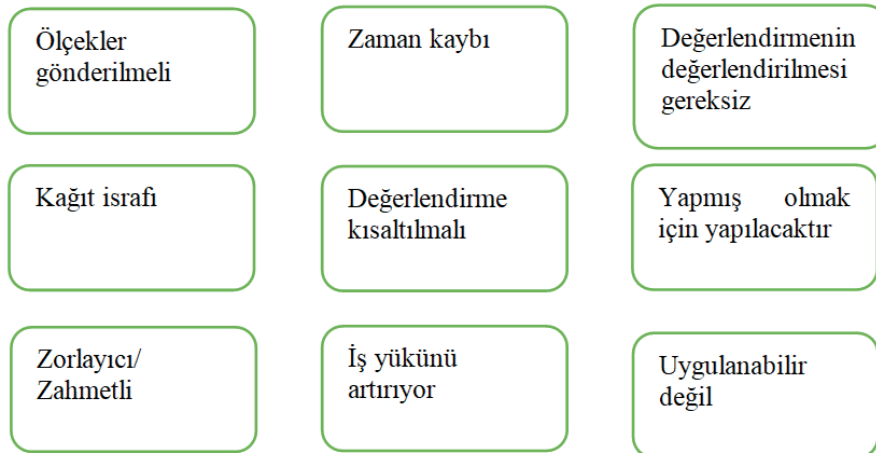 Ölçekler
gönderilmeli
Zaman kaybı
Değerlendirmenin
değerlendirilmesi
gereksiz
Kağıt israfı
Değerlendirme
kısaltılmalı
Yapmış olmak
için yapılacaktır
Zorlayıcı/
Zahmetli
İş yükünü
artırıyor
Uygulanabilir
değil